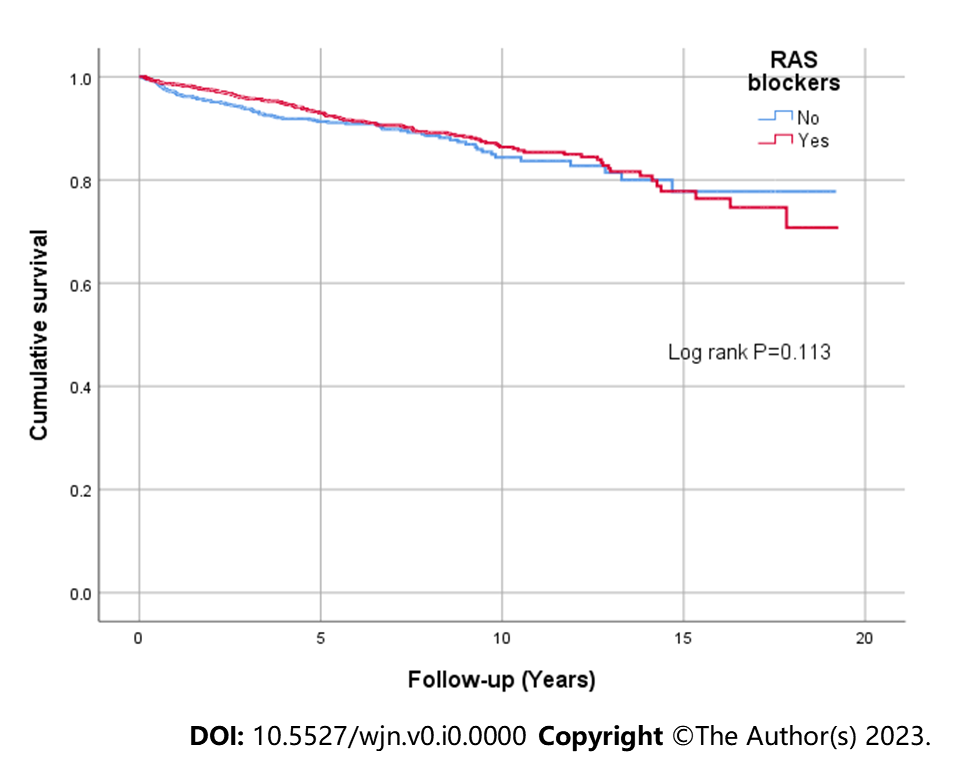 RAS
blockers
No
Yes
1.0
0.8
0.6
0.4
0.2
0.0
Cumulative survival
Log rank P=0.113
0 5 10 15 20
Follow-up (Years)
DOI: 10.5527/wjn.v0.i0.0000 Copyright ©The Author(s) 2023.